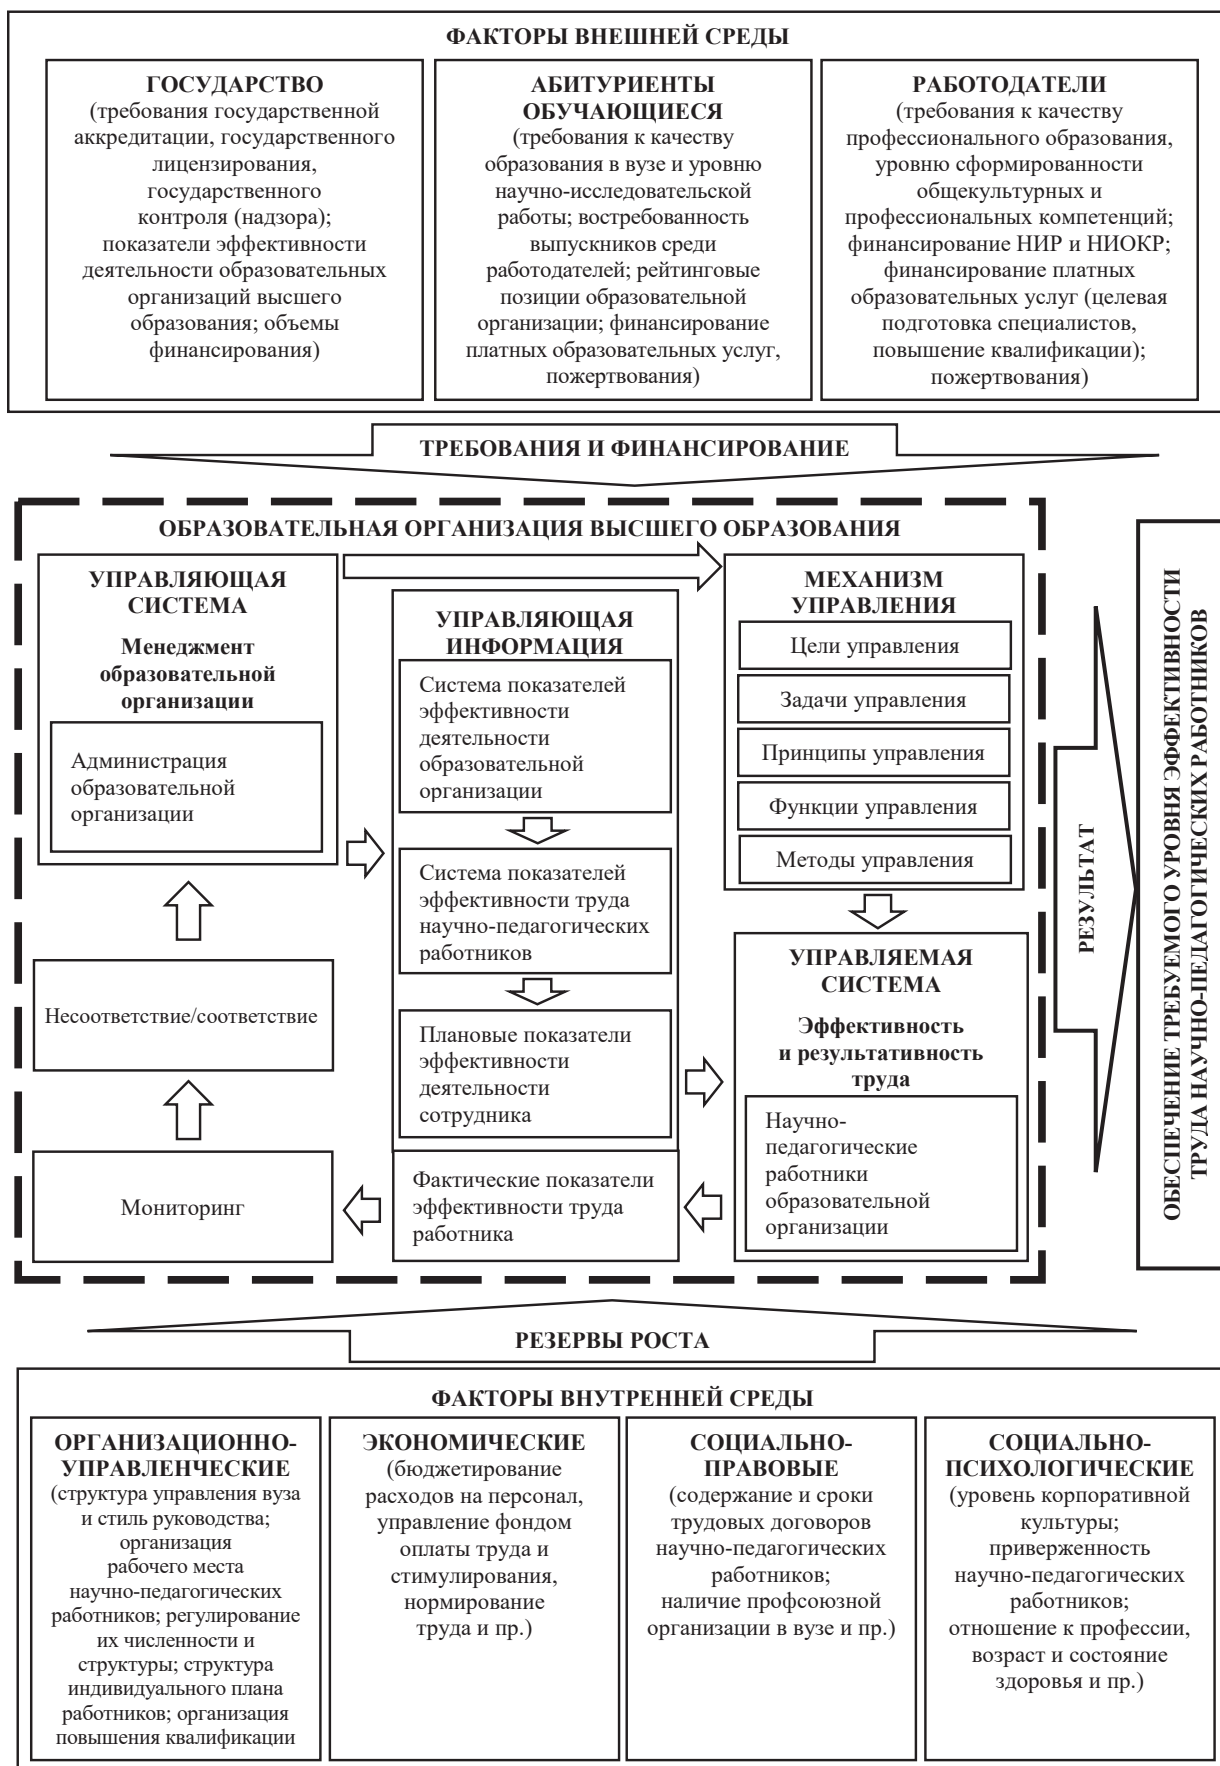 ФАКТОРЫ ВНЕШНЕЙ СРЕДЫ
ГОСУДАРСТВО
(требования государственной
аккредитации, государственного
лицензирования,
государственного
контроля (надзора);
показатели эффективности
деятельности образовательных
организаций высшего
образования; объемы
финансирования)
АБИТУРИЕНТЫ
ОБУЧАЮЩИЕСЯ
(требования к качеству
образования в вузе и уровню
научно-исследовательской
работы; востребованность
выпускников среди
работодателей; рейтинговые
позиции образовательной
организации; финансирование
платных образовательных услуг,
пожертвования)
РАБОТОДАТЕЛИ
(требования к качеству
профессионального образования,
уровню сформированности
общекультурных и
профессиональных компетенций;
финансирование НИР и НИОКР;
финансирование платных
образовательных услуг (целевая
подготовка специалистов,
повышение квалификации);
пожертвования)
ТРЕБОВАНИЯ И ФИНАНСИРОВАНИЕ
ОБРАЗОВАТЕЛЬНАЯ ОРГАНИЗАЦИЯ ВЫСШЕГО ОБРАЗОВАНИЯ
УПРАВЛЯЮЩАЯ
СИСТЕМА
Менеджмент
образовательной
организации
Администрация
образовательной
организации
Несоответствие/соответствие
Мониторинг
УПРАВЛЯЮЩАЯ
ИНФОРМАЦИЯ
Система показателей
эффективности
деятельности
образовательной
организации
Система показателей
эффективности труда
научно-педагогических
работников
Плановые показатели
эффективности
деятельности
сотрудника
Фактические показатели
эффективности труда
работника
МЕХАНИЗМ
УПРАВЛЕНИЯ
Цели управления
Задачи управления
Принципы управления
Функции управления
Методы управления
УПРАВЛЯЕМАЯ
СИСТЕМА
Эффективность
и результативность
труда
Научно-
педагогические
работники
образовательной
организации
РЕЗУЛЬТАТ
ОБЕСПЕЧЕНИЕ ТРЕБУЕМОГО УРОВНЯ ЭФФЕКТИВНОСТИ
ТРУДА НАУЧНО-ПЕДАГОГИЧЕСКИХ РАБОТНИКОВ
РЕЗЕРВЫ РОСТА
ФАКТОРЫ ВНУТРЕННЕЙ СРЕДЫ
ОРГАНИЗАЦИОННО-
УПРАВЛЕНЧЕСКИЕ
(структура управления вуза
и стиль руководства;
организация
рабочего места
научно-педагогических
работников; регулирование
их численности и
структуры; структура
индивидуального плана
работников; организация
повышения квалификации
ЭКОНОМИЧЕСКИЕ
(бюджетирование
расходов на персонал,
управление фондом
оплаты труда и
стимулирования,
нормирование
труда и пр.)
СОЦИАЛЬНО-
ПРАВОВЫЕ
(содержание и сроки
трудовых договоров
научно-педагогических
работников;
наличие профсоюзной
организации в вузе и пр.)
СОЦИАЛЬНО-
ПСИХОЛОГИЧЕСКИЕ
(уровень корпоративной
культуры;
приверженность
научно-педагогических
работников;
отношение к профессии,
возраст и состояние
здоровья и пр.)